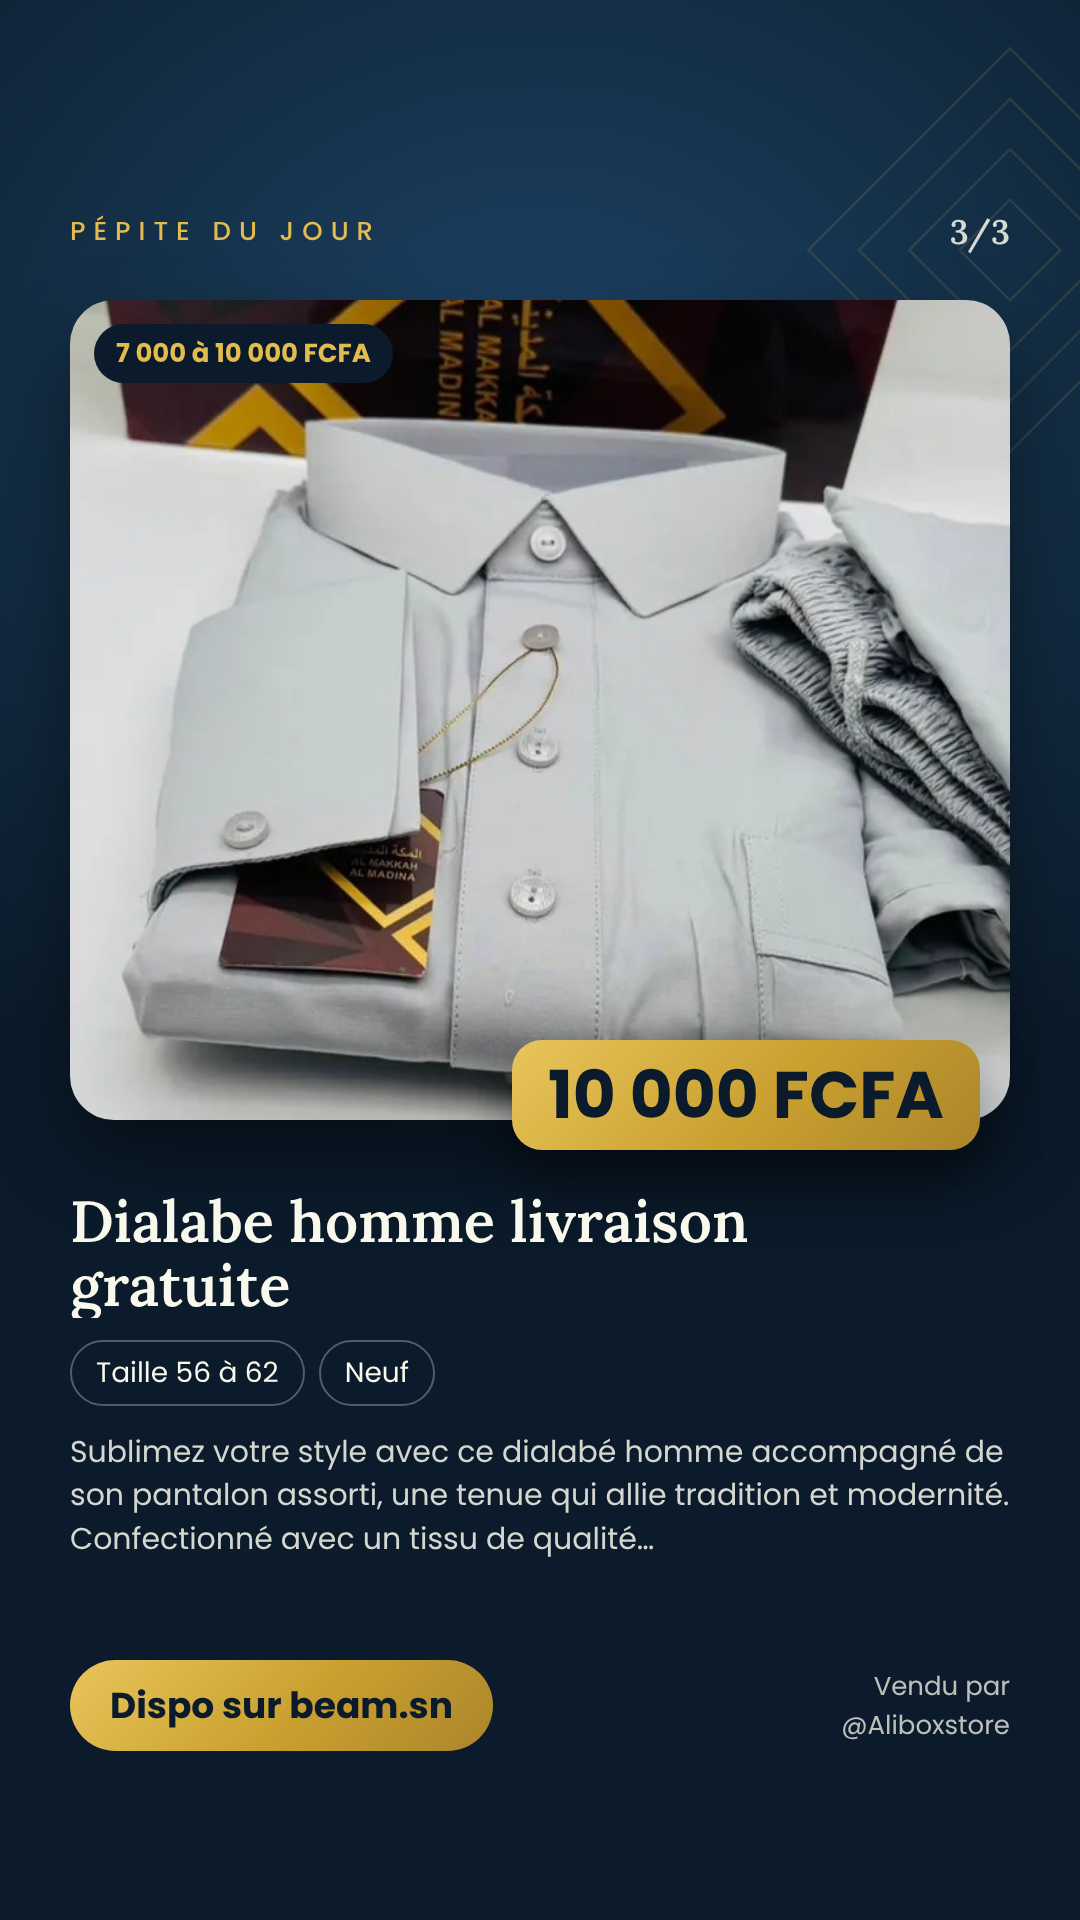 PÉPITE DU JOUR
3/3
7 000 à 10 000 FCFA
AL MADIN
AL MAKKA
المكة المدينة
AL MAKKAH
AL MADINA
10 000 FCFA
Dialabe homme livraison
gratuite
Taille 56 à 62
Neuf
Sublimez votre style avec ce dialabé homme accompagné de
son pantalon assorti, une tenue qui allie tradition et modernité.
Confectionné avec un tissu de qualité…
Dispo sur beam.sn
Vendu par
@Aliboxstore